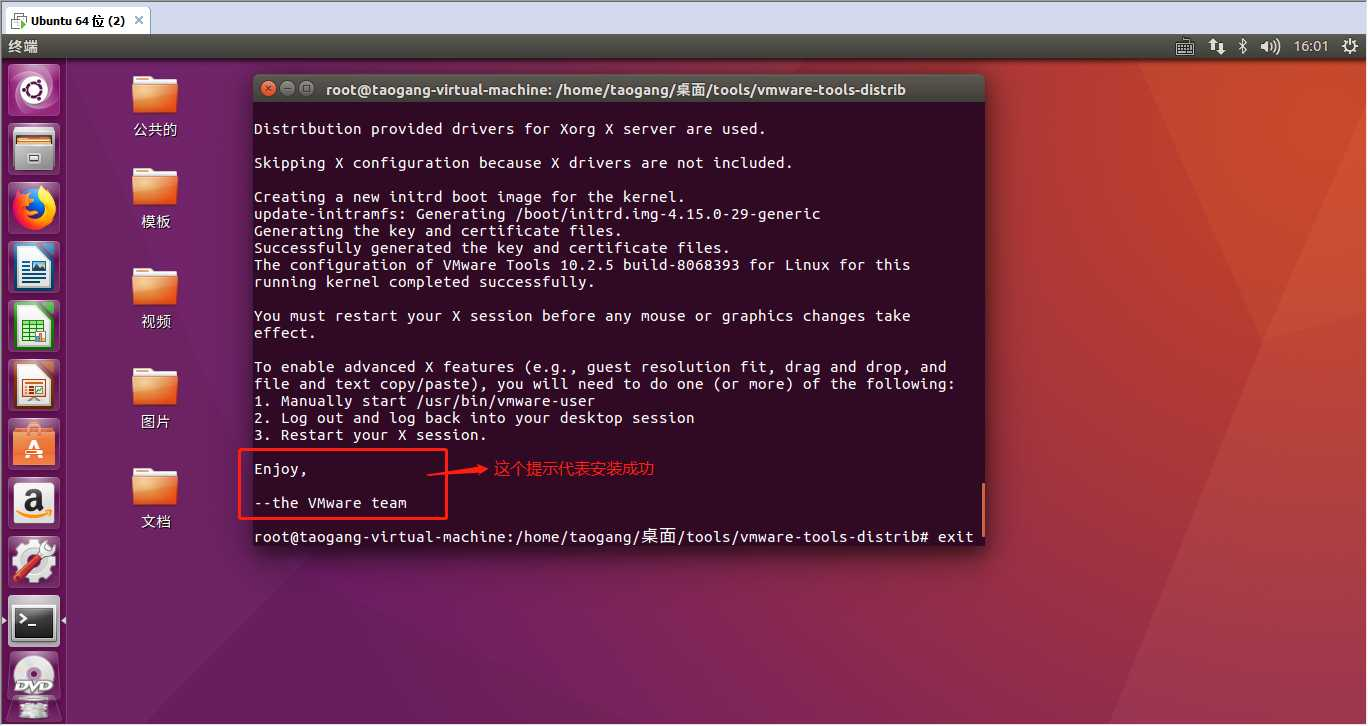 Ubuntu 64 位 (2)
终端
16:01
root@taogang-virtual-machine: /home/taogang/桌面/tools/vmware-tools-distrib
公共的
模板
视频
图片
文档
Distribution provided drivers for Xorg X server are used.
Skipping X configuration because X drivers are not included.
Creating a new initrd boot image for the kernel.
update-initramfs: Generating /boot/initrd.img-4.15.0-29-generic
Generating the key and certificate files.
Successfully generated the key and certificate files.
The configuration of VMware Tools 10.2.5 build-8068393 for Linux for this
running kernel completed successfully.
You must restart your X session before any mouse or graphics changes take
effect.
To enable advanced X features (e.g., guest resolution fit, drag and drop, and
file and text copy/paste), you will need to do one (or more) of the following:
1. Manually start /usr/bin/vmware-user
2. Log out and log back into your desktop session
3. Restart your X session.
Enjoy,
这个提示代表安装成功
--the VMware team
root@taogang-virtual-machine:/home/taogang/桌面/tools/vmware-tools-distrib# exit
DVD